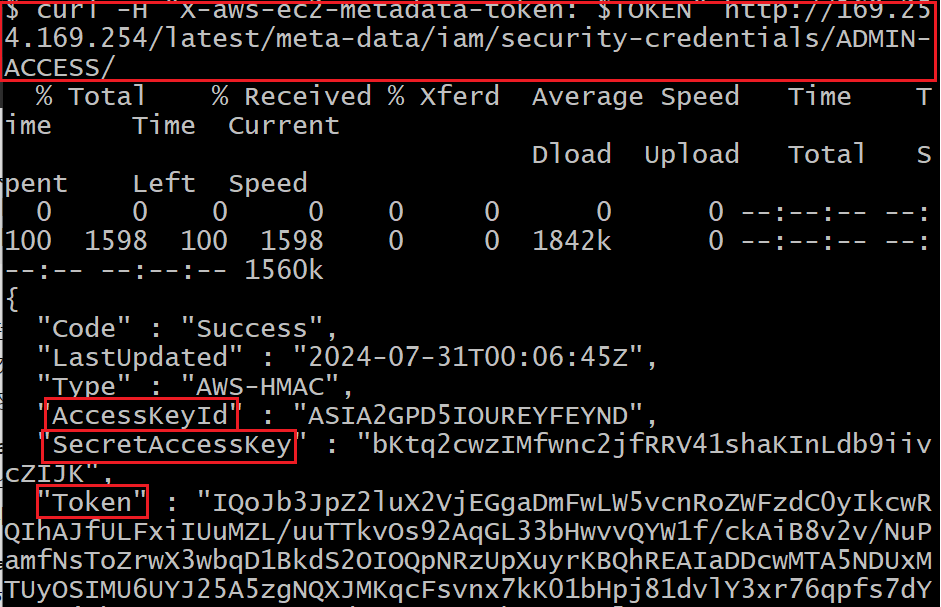 $ curl -H "X-aws-ec2-metadata-token: $TOKEN" http://169.25
4.169.254/latest/meta-data/iam/security-credentials/ADMIN-
ACCESS/
% Total % Received % Xferd Average Speed Time T
ime Time Current
Dload Upload Total S
pent Left Speed
0 0 0 0 0 0 0 0 --:--:-- --:
100 1598 100 1598 0 0 1842k 0 --:--:-- --:
--:-- --:--:-- 1560k
{
"Code" : "Success",
"LastUpdated" : "2024-07-31T00:06:45Z",
"Type" : "AWS-HMAC",
"AccessKeyId" : "ASIA2GPD5IOUREYFEYND",
"SecretAccessKey" : "bKtq2cwzIMfwnc2jfRRV41shaKInLdb9iiv
cZIJK",
"Token" : "IQoJb3JpZ2luX2VjEGgaDmFwLW5vcnRoZWFzdC0yIkcwR
QIhAJfULFxiIUuMZL/uuTTkvOs92AqGL33bHwvvQYW1f/ckAiB8v2v/NuP
amfNsToZrwX3wbqD1BkdS2OIOQpNRzUpXuyrKBQhREAIaDDcwMTA5NDUxM
TUyOSIMU6UYJ25A5zgNQXJMKqcFsvnx7kKO1bHpj81dvlY3xr76qpfs7dY